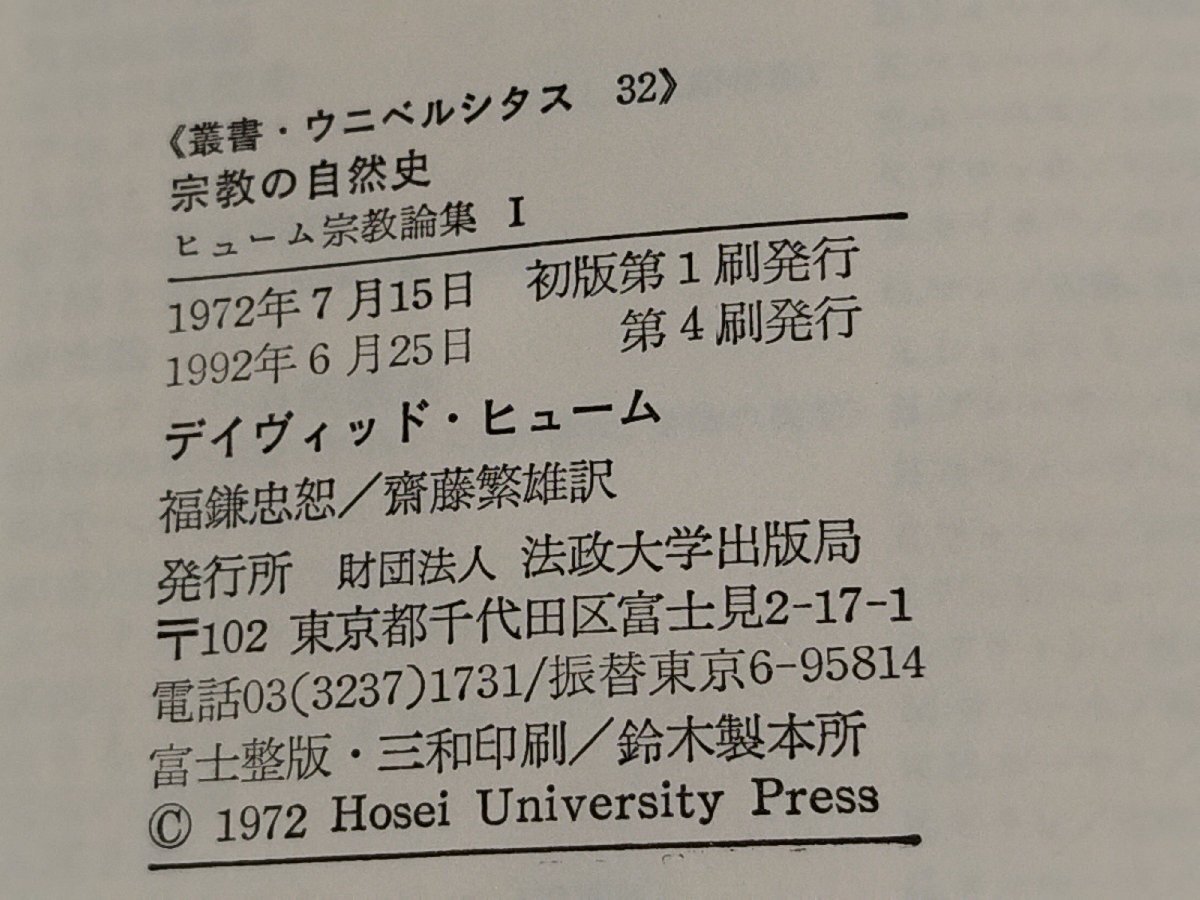 《叢書・ウニベルシタス 32》
宗教の自然史
ヒューム宗教論集 I
1972年7月15日 初版第1刷発行
1992年6月25日 第4刷発行
デイヴィッド・ヒューム
福鎌忠恕/齋藤繁雄訳
発行所 財団法人 法政大学出版局
〒102 東京都千代田区富士見2-17-1
電話03(3237)1731/振替東京6-95814
富士整版・三和印刷/鈴木製本所
© 1972 Hosei University Press